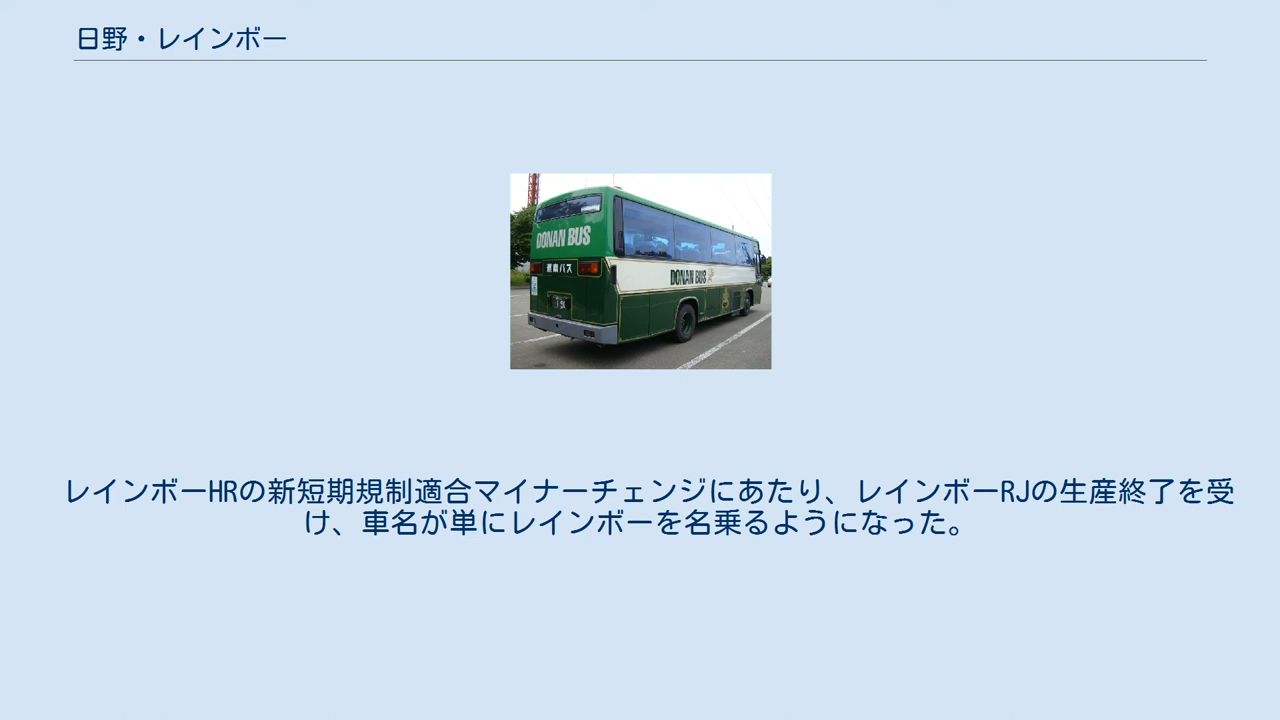 日野・レインボー
DONAN BUS
DONAN BUS
レインボーHRの新短期規制適合マイナーチェンジにあたり、レインボーRJの生産終了を受
け、車名が単にレインボーを名乗るようになった。